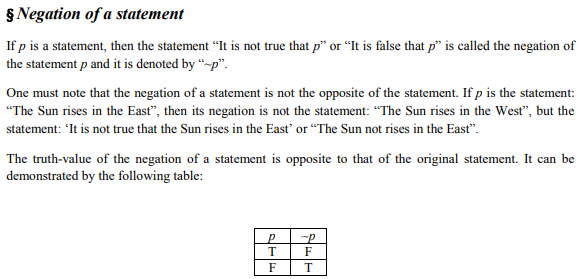 § Negation of a statement
If p is a statement, then the statement “It is not true that p” or “It is false that p” is called the negation of
the statement p and it is denoted by “~p”.
One must note that the negation of a statement is not the opposite of the statement. If p is the statement:
“The Sun rises in the East”, then its negation is not the statement: “The Sun rises in the West”, but the
statement: ‘It is not true that the Sun rises in the East’ or “The Sun not rises in the East”.
The truth-value of the negation of a statement is opposite to that of the original statement. It can be
demonstrated by the following table:
p ~p
T F
F T